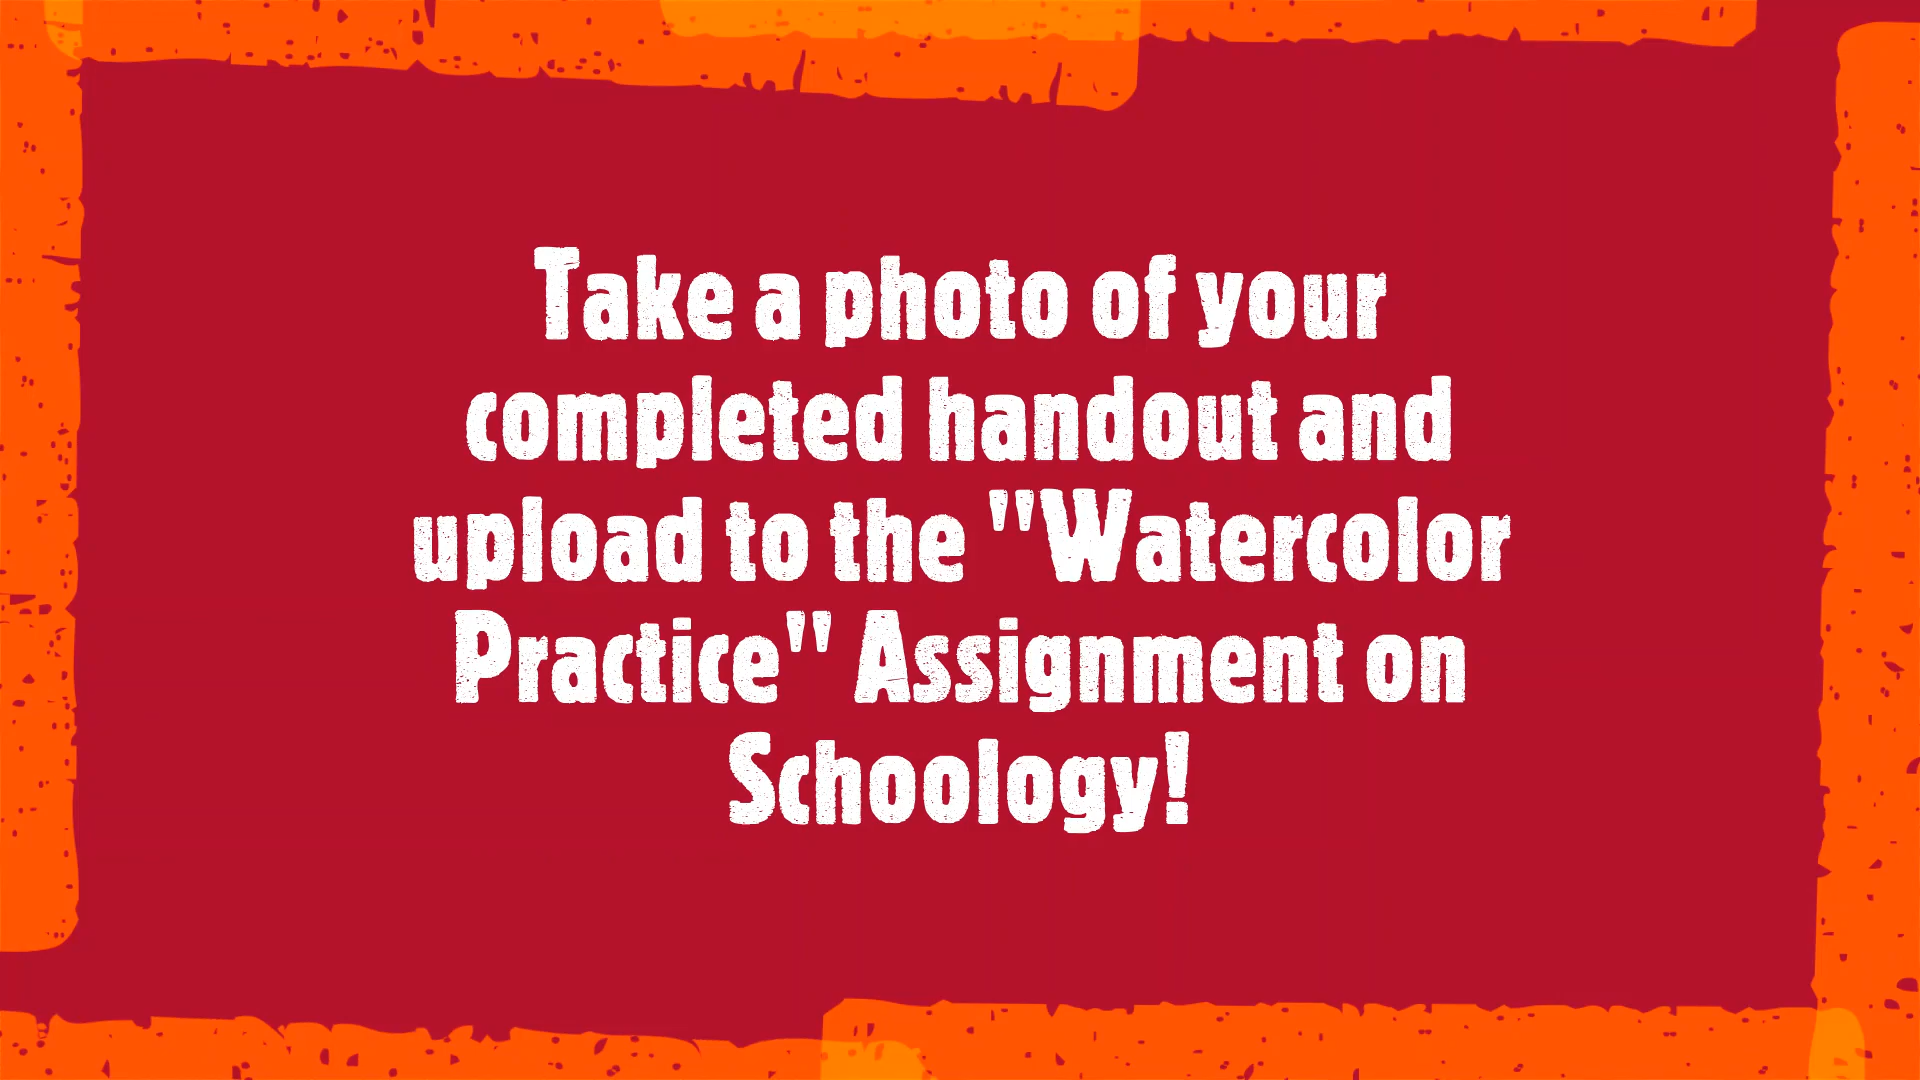 Take a photo of your
completed handout and
upload to the "Watercolor
Practice" Assignment on
Schoology!